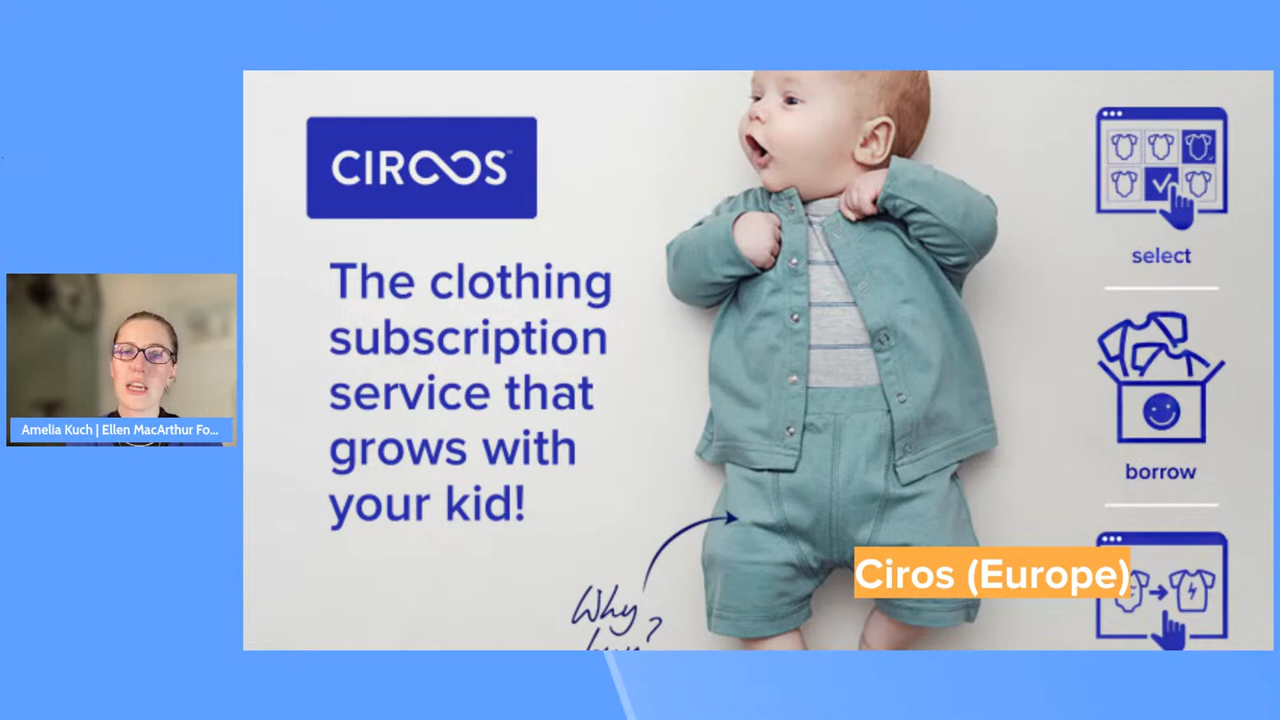 CIRCOS™
The clothing
subscription
service that
grows with
your kid!
Why
?
select
borrow
Ciros (Europe)
Amelia Kuch | Ellen MacArthur Fo...